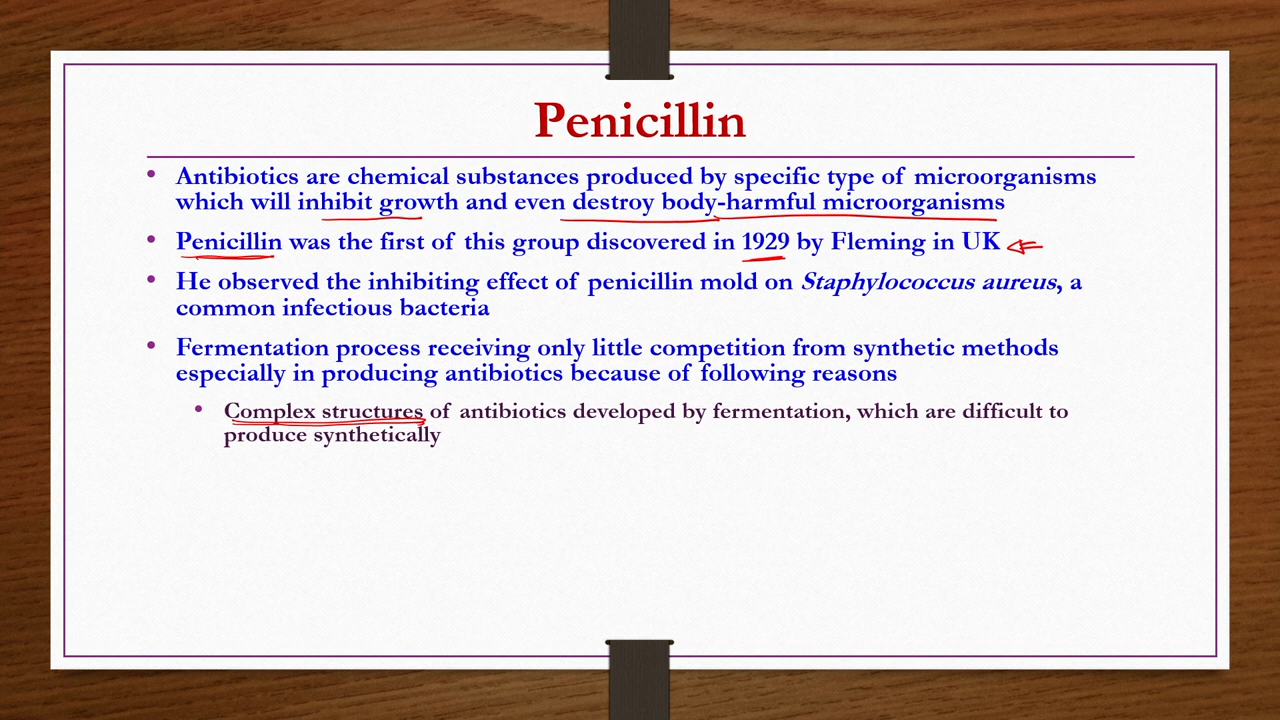 Penicillin
• Antibiotics are chemical substances produced by specific type of microorganisms
which will inhibit growth and even destroy body-harmful microorganisms
• Penicillin was the first of this group discovered in 1929 by Fleming in UK
• He observed the inhibiting effect of penicillin mold on Staphylococcus aureus, a
common infectious bacteria
• Fermentation process receiving only little competition from synthetic methods
especially in producing antibiotics because of following reasons
• Complex structures of antibiotics developed by fermentation, which are difficult to
produce synthetically